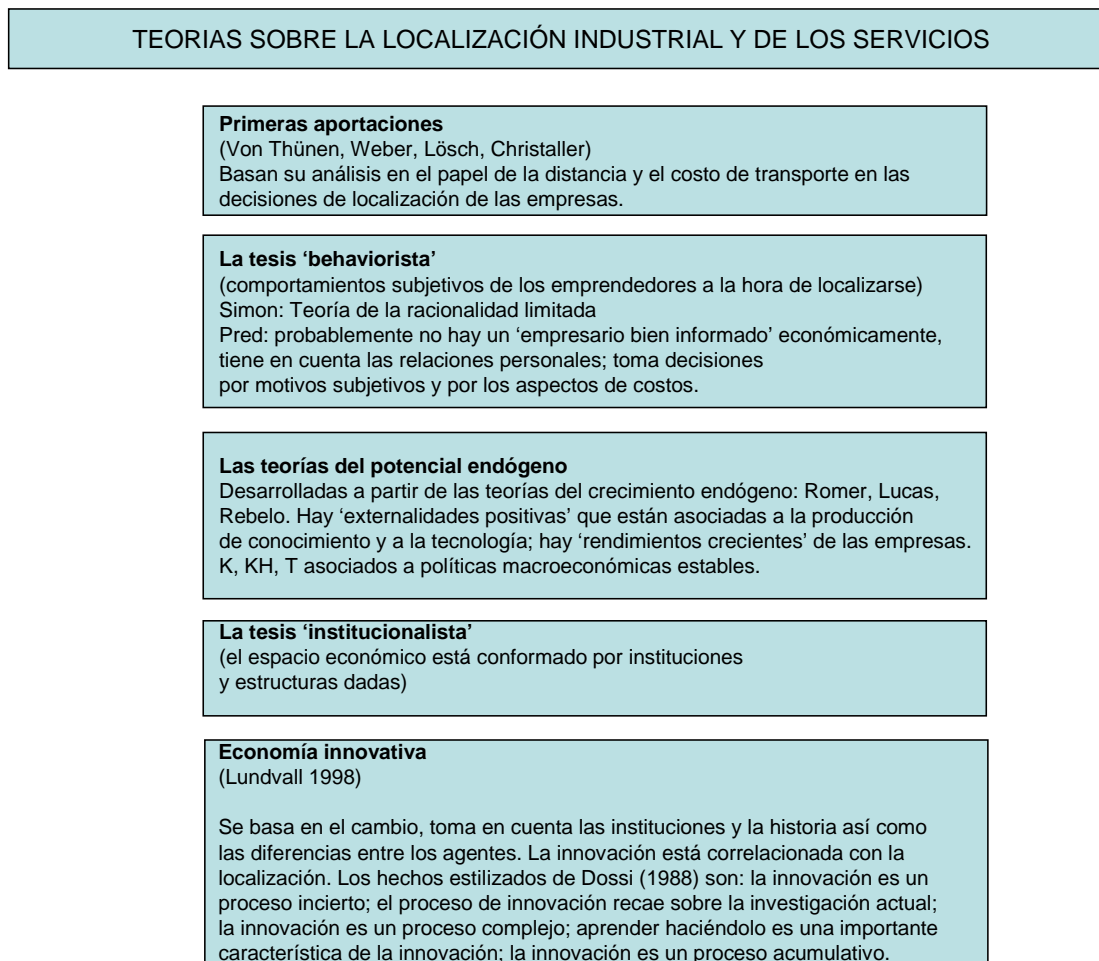 TEORIAS SOBRE LA LOCALIZACIÓN INDUSTRIAL Y DE LOS SERVICIOS
Primeras aportaciones
(Von Thünen, Weber, Lösch, Christaller)
Basan su análisis en el papel de la distancia y el costo de transporte en las
decisiones de localización de las empresas.
La tesis ‘behaviorista’
(comportamientos subjetivos de los emprendedores a la hora de localizarse)
Simon: Teoría de la racionalidad limitada
Pred: probablemente no hay un ‘empresario bien informado’ económicamente,
tiene en cuenta las relaciones personales; toma decisiones
por motivos subjetivos y por los aspectos de costos.
Las teorías del potencial endógeno
Desarrolladas a partir de las teorías del crecimiento endógeno: Romer, Lucas,
Rebelo. Hay ‘externalidades positivas’ que están asociadas a la producción
de conocimiento y a la tecnología; hay ‘rendimientos crecientes’ de las empresas.
K, KH, T asociados a políticas macroeconómicas estables.
La tesis ‘institucionalista’
(el espacio económico está conformado por instituciones
y estructuras dadas)
Economía innovativa
(Lundvall 1998)
Se basa en el cambio, toma en cuenta las instituciones y la historia así como
las diferencias entre los agentes. La innovación está correlacionada con la
localización. Los hechos estilizados de Dossi (1988) son: la innovación es un
proceso incierto; el proceso de innovación recae sobre la investigación actual;
la innovación es un proceso complejo; aprender haciéndolo es una importante
característica de la innovación; la innovación es un proceso acumulativo.